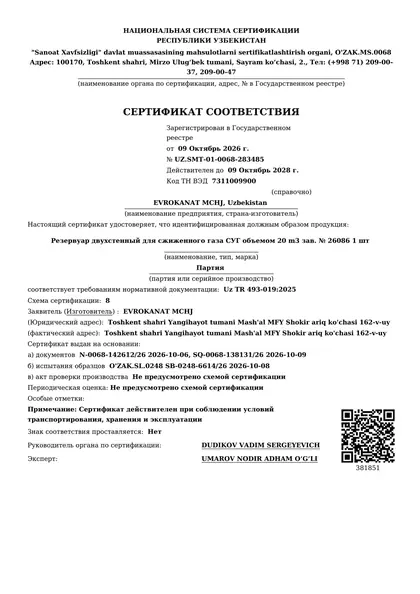 НАЦИОНАЛЬНАЯ СИСТЕМА СЕРТИФИКАЦИИ
РЕСПУБЛИКИ УЗБЕКИСТАН
"Sanoat Xavfsizligi" davlat muassasasining mahsulotlarni sertifikatlashtirish organi, O'ZAK.MS.0068
Адрес: 100170, Toshkent shahri, Mirzo Ulug'bek tumani, Sayram ko'chasi, 2., Тел: (+998 71) 209-00-
37, 209-00-47
(наименование органа по сертификации, адрес, № в Государственном реестре)
СЕРТИФИКАТ СООТВЕТСТВИЯ
Зарегистрирован в Государственном
реестре
от 09 Октябрь 2026 г.
№ UZ.SMT-01-0068-283485
Действителен до 09 Октябрь 2028 г.
Код ТН ВЭД 7311009900
(справочно)
EVROKANAT MCHJ, Uzbekistan
(наименование предприятия, страна-изготовитель)
Настоящий сертификат удостоверяет, что идентифицированная должным образом продукция:
Резервуар двухстенный для сжиженного газа СУГ объемом 20 m3 зав. № 26086 1 шт
(наименование, тип, марка)
Партия
(партия или серийное производство)
соответствует требованиям нормативной документации: Uz TR 493-019:2025
Схема сертификации: 8
Заявитель (Изготовитель) : EVROKANAT MCHJ
(Юридический адрес): Toshkent shahri Yangihayot tumani Mash'al MFY Shokir ariq ko'chasi 162-v-uy
(фактический адрес): Toshkent shahri Yangihayot tumani Mash'al MFY Shokir ariq ko'chasi 162-v-uy
Сертификат выдан на основании:
а) документов N-0068-142612/26 2026-10-06, SQ-0068-138131/26 2026-10-09
б) испытания образцов O'ZAK.SL.0248 SB-0248-6614/26 2026-10-08
в) акт проверки производства Не предусмотрено схемой сертификации
Периодическая оценка: Не предусмотрено схемой сертификации
Особые отметки:
Примечание: Сертификат действителен при соблюдении условий
транспортирования, хранения и эксплуатации
Знак соответствия проставляется: Нет
Руководитель органа по сертификации: DUDIKOV VADIM SERGEYEVICH
Эксперт: UMAROV NODIR ADHAM O'G'LI
381851